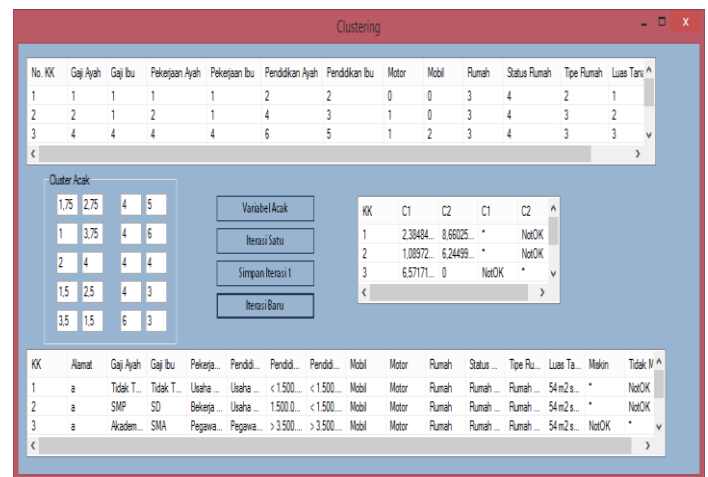 Clustering
No. KK Gaji Ayah Gaji Ibu Pekerjaan Ayah Pekerjaan Ibu Pendidikan Ayah Pendidikan Ibu Motor Mobil Rumah Status Rumah Tipe Rumah Luas Tana
1 1 1 1 1 2 2 0 0 3 4 2 1
2 2 1 2 1 4 3 1 0 3 4 3 2
3 4 4 4 4 6 5 1 2 3 4 3 3
Cluster Acak
1,75 2,75 4 5
1 3,75 4 6
2 4 4 4
1,5 2,5 4 3
3,5 1,5 6 3
Variabel Acak
Iterasi Satu
Simpan Iterasi 1
Iterasi Baru
KK C1 C2 C1 C2
1 2,38484... 8,66025... * NotOK
2 1,08972... 6,24499... * NotOK
3 6,57171... 0 NotOK *
KK Alamat Gaji Ayah Gaji Ibu Pekerja... Pendidi... Pendidi... Pendidi... Mobil Motor Rumah Status ... Tipe Ru... Luas Ta... Miskin Tidak M
1 a Tidak T... Tidak T... Usaha ... Usaha ... < 1.500.... < 1.500.... Mobil Motor Rumah Rumah ... Rumah ... 54 m2 s... * NotOK
2 a SMP SD Bekerja ... Usaha ... 1.500.0... < 1.500.... Mobil Motor Rumah Rumah ... Rumah ... 54 m2 s... * NotOK
3 a Akadem... SMA Pegawa... Pegawa... > 3.500.... > 3.500.... Mobil Motor Rumah Rumah ... Rumah ... 54 m2 s... NotOK *